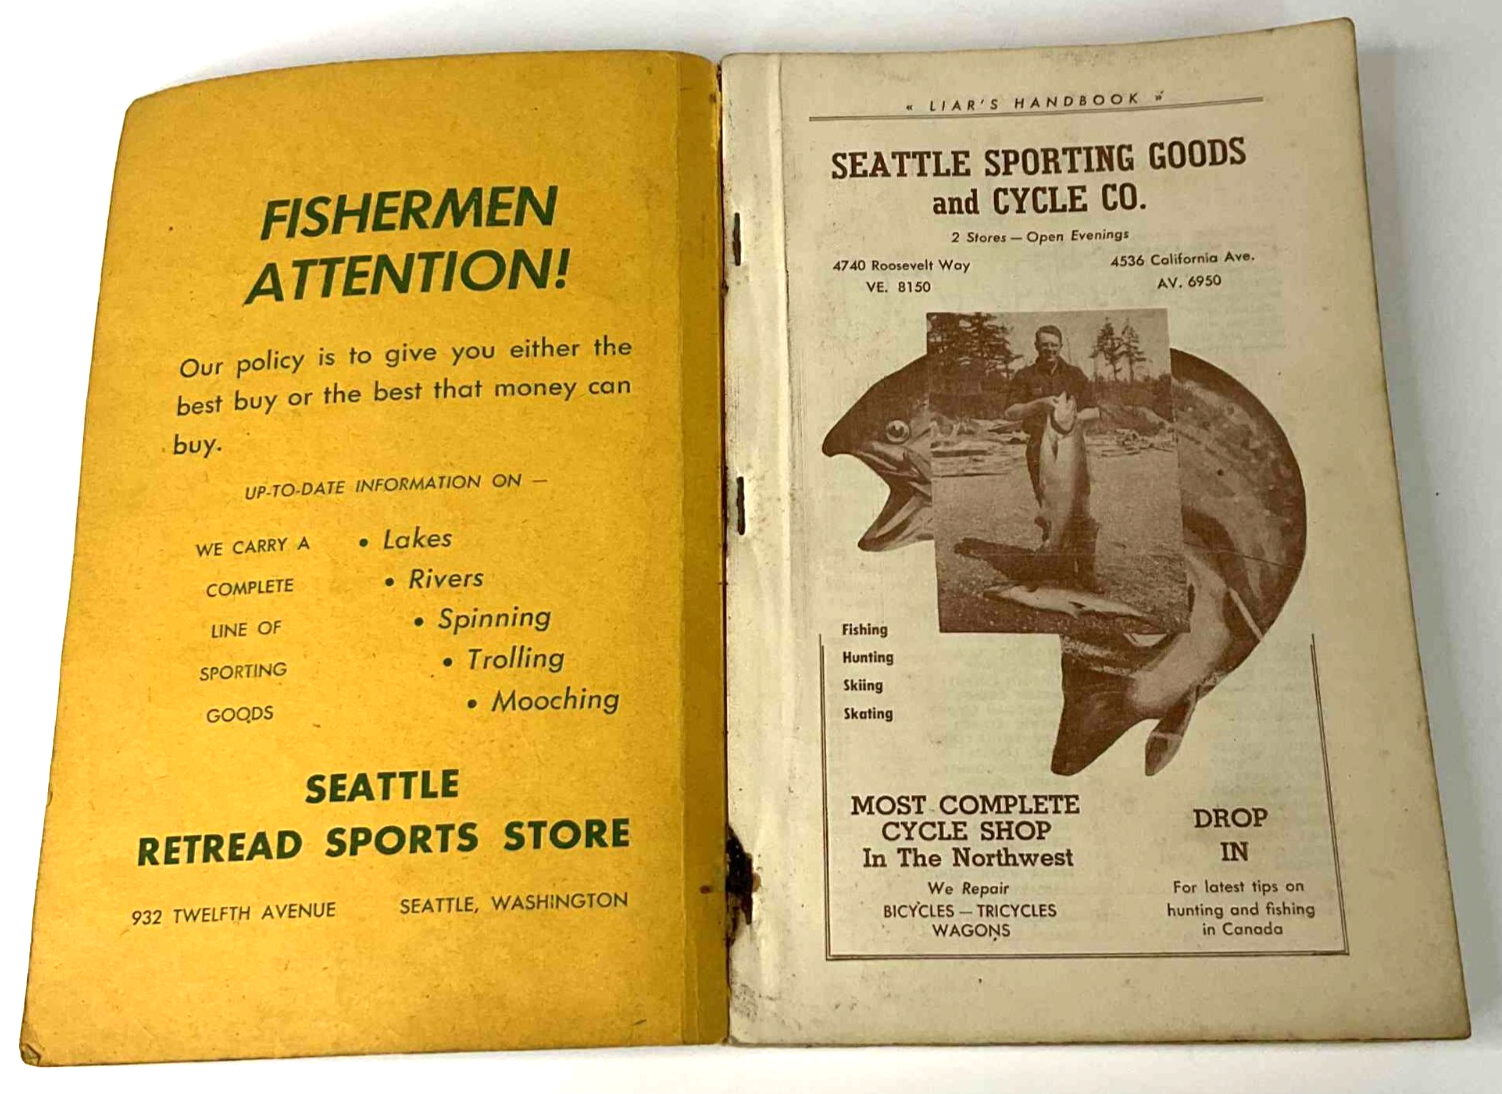 FISHERMEN
ATTENTION!
Our policy is to give you either the
best buy or the best that money can
buy.
UP-TO-DATE INFORMATION ON —
WE CARRY A
COMPLETE
LINE OF
SPORTING
GOODS
• Lakes
• Rivers
• Spinning
• Trolling
• Mooching
SEATTLE
RETREAD SPORTS STORE
932 TWELFTH AVENUE SEATTLE, WASHINGTON
« LIAR'S HANDBOOK »
SEATTLE SPORTING GOODS
and CYCLE CO.
2 Stores — Open Evenings
4740 Roosevelt Way
VE. 8150
4536 California Ave.
AV. 6950
Fishing
Hunting
Skiing
Skating
MOST COMPLETE
CYCLE SHOP
In The Northwest
We Repair
BICYCLES — TRICYCLES
WAGONS
DROP
IN
For latest tips on
hunting and fishing
in Canada